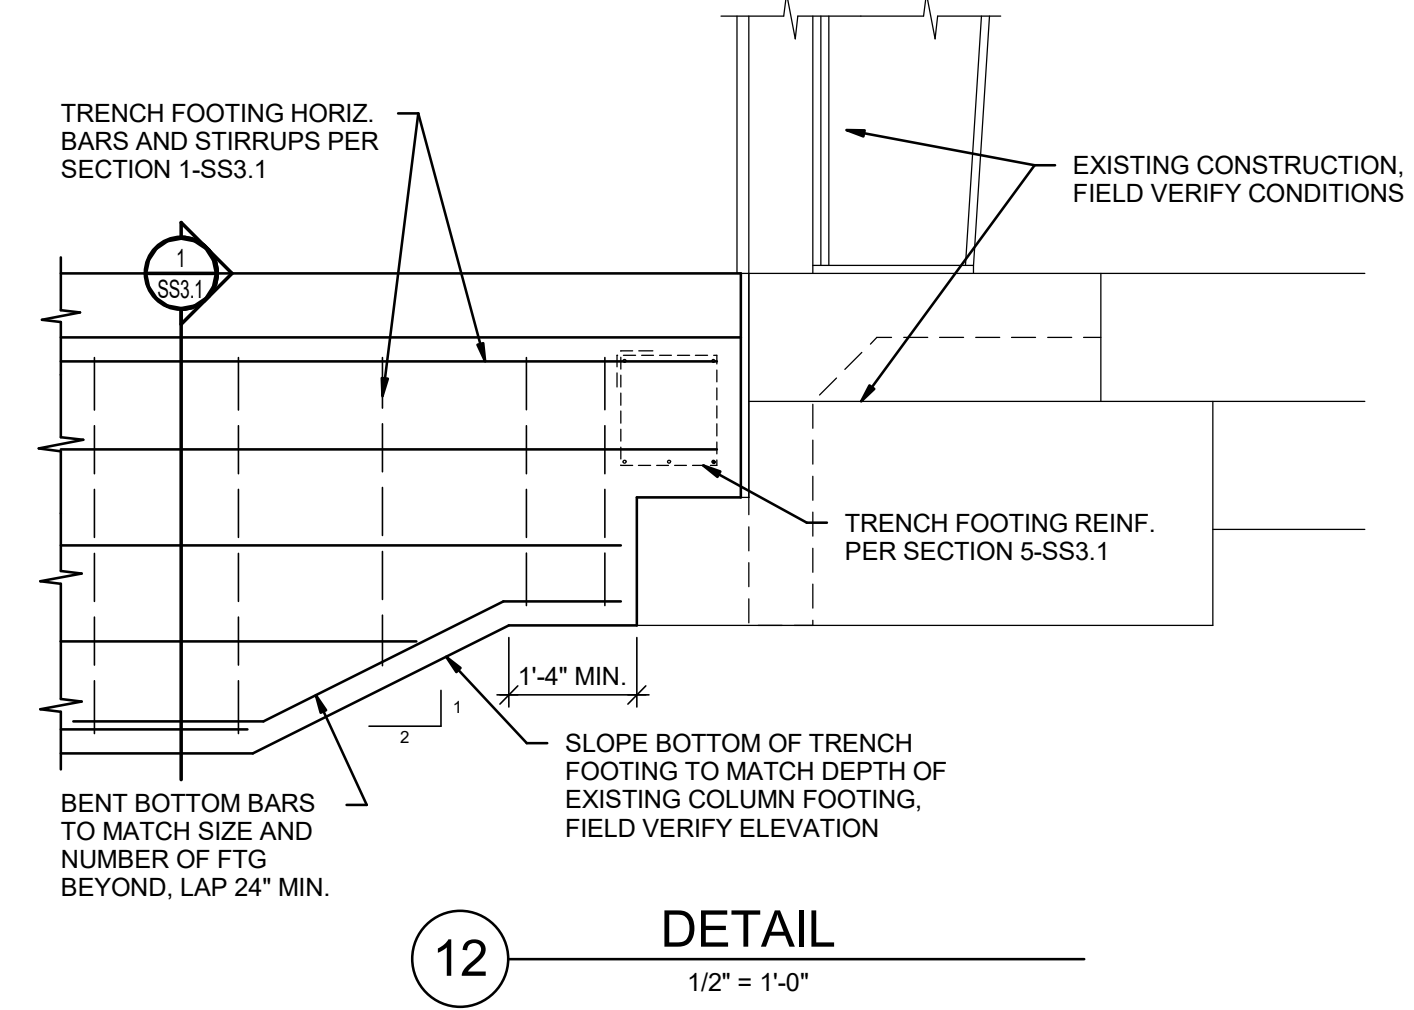 TRENCH FOOTING HORIZ.
BARS AND STIRRUPS PER
SECTION 1-SS3.1
EXISTING CONSTRUCTION,
FIELD VERIFY CONDITIONS
1
SS3.1
TRENCH FOOTING REINF.
PER SECTION 5-SS3.1
1'-4" MIN.
1
2
SLOPE BOTTOM OF TRENCH
FOOTING TO MATCH DEPTH OF
EXISTING COLUMN FOOTING,
FIELD VERIFY ELEVATION
BENT BOTTOM BARS
TO MATCH SIZE AND
NUMBER OF FTG
BEYOND, LAP 24" MIN.
12
DETAIL
1/2" = 1'-0"